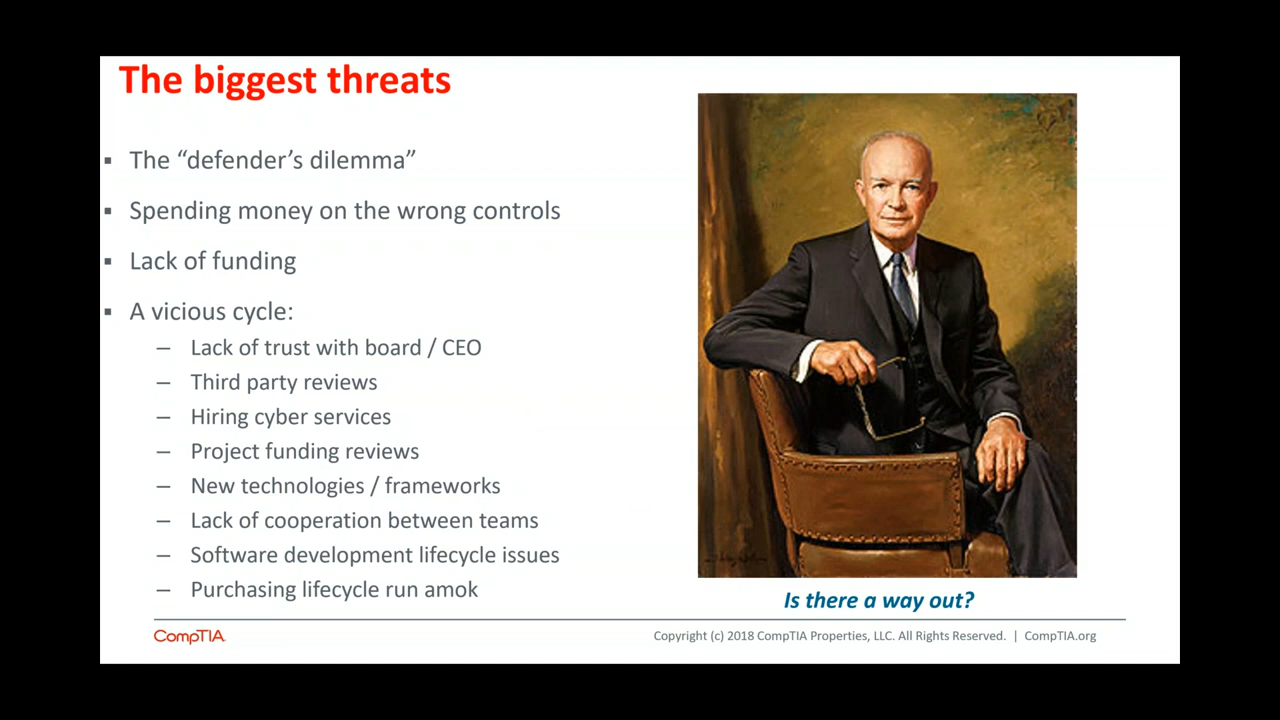 The biggest threats
▪ The “defender’s dilemma”
▪ Spending money on the wrong controls
▪ Lack of funding
▪ A vicious cycle:
– Lack of trust with board / CEO
– Third party reviews
– Hiring cyber services
– Project funding reviews
– New technologies / frameworks
– Lack of cooperation between teams
– Software development lifecycle issues
– Purchasing lifecycle run amok
Is there a way out?
CompTIA.
Copyright (c) 2018 CompTIA Properties, LLC. All Rights Reserved. | CompTIA.org